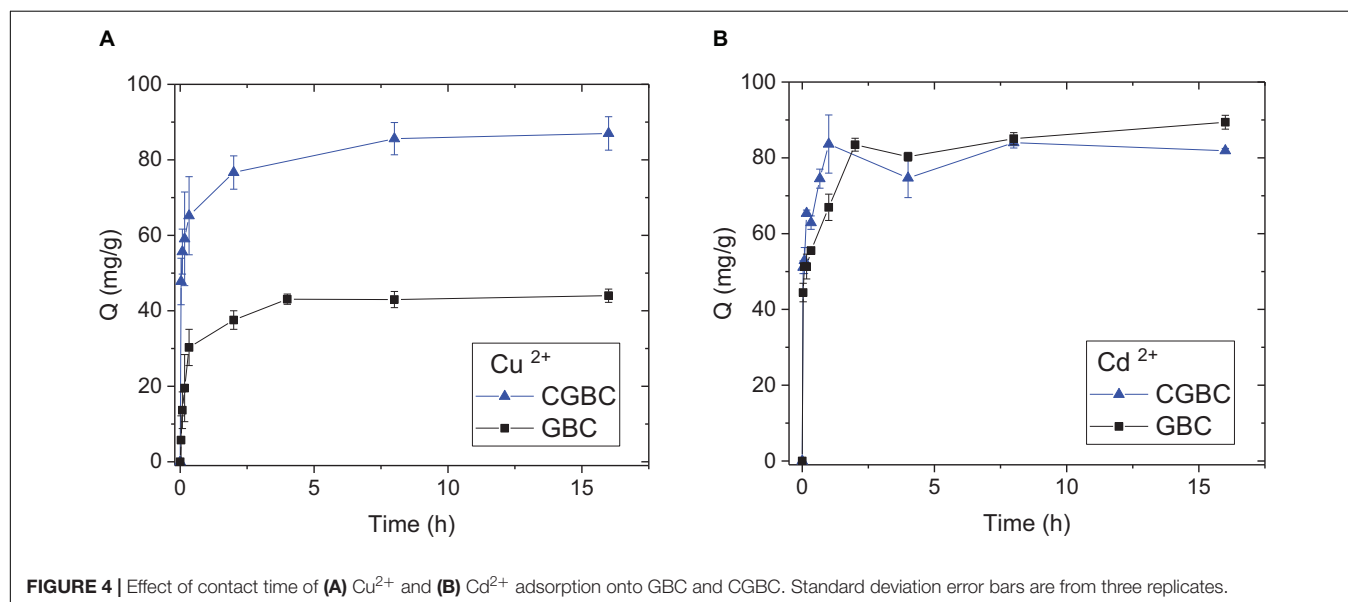 A
100
80
60
40
20
0
Q (mg/g)
0 5 10 15
Time (h)
Cu 2+
CGBC
GBC
B
100
80
60
40
20
0
Q (mg/g)
0 5 10 15
Time (h)
Cd 2+
CGBC
GBC
FIGURE 4 | Effect of contact time of (A) Cu²⁺ and (B) Cd²⁺ adsorption onto GBC and CGBC. Standard deviation error bars are from three replicates.